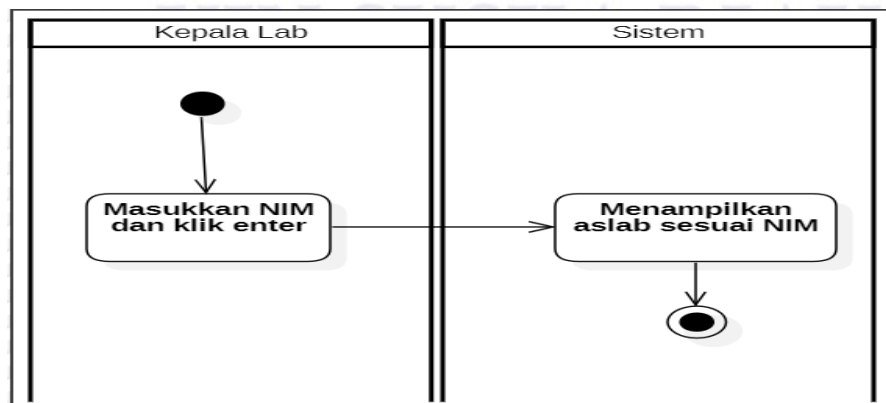 Kepala Lab
Sistem
Masukkan NIM
dan klik enter
Menampilkan
aslab sesuai NIM